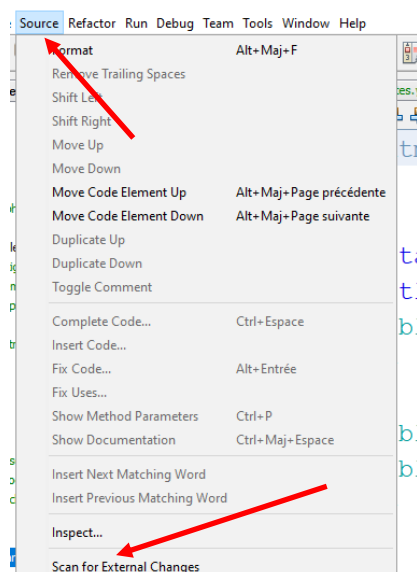 Source Refactor Run Debug Team Tools Window Help
Format Alt+Maj+F
Remove Trailing Spaces
Shift Left
Shift Right
Move Up
Move Down
Move Code Element Up Alt+Maj+Page précédente
Move Code Element Down Alt+Maj+Page suivante
Duplicate Up
Duplicate Down
Toggle Comment
Complete Code... Ctrl+Espace
Insert Code...
Fix Code... Alt+Entrée
Fix Uses...
Show Method Parameters Ctrl+P
Show Documentation Ctrl+Maj+Espace
Insert Next Matching Word
Insert Previous Matching Word
Inspect...
Scan for External Changes